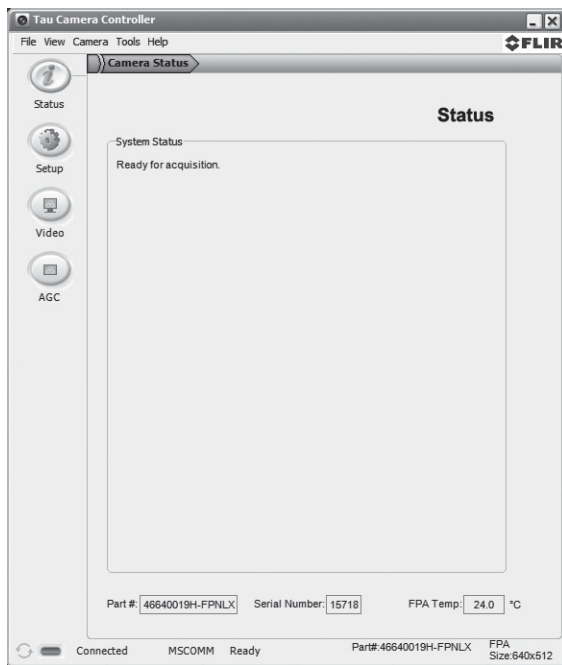 Tau Camera Controller
File View Camera Tools Help
FLIR
Camera Status
Status
Setup
Video
AGC
Status
System Status
Ready for acquisition.
Part #: 46640019H-FPNLX Serial Number: 15718 FPA Temp: 24.0 °C
Connected MSCOMM Ready Part#:46640019H-FPNLX FPA
Size:640x512